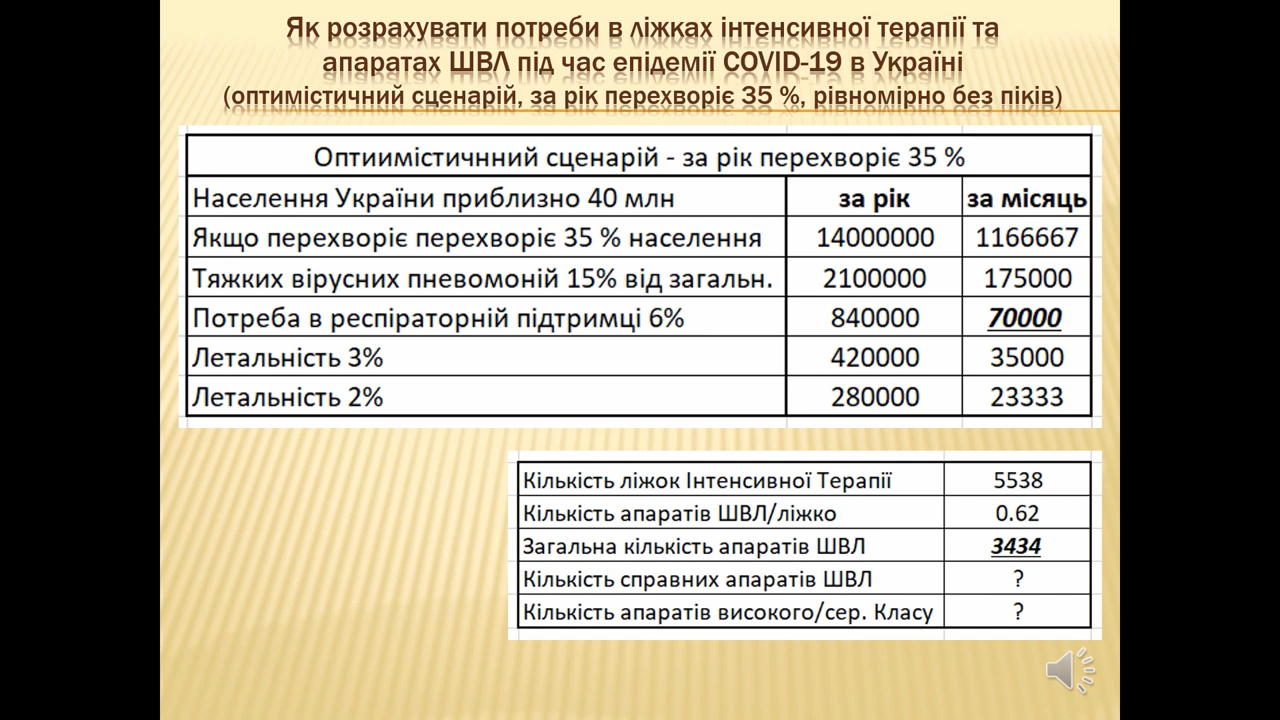 Як розрахувати потреби в ліжках інтенсивної терапії та
апаратах ШВЛ під час епідемії COVID-19 в Україні
(оптимістичний сценарій, за рік перехворіє 35 %, рівномірно без піків)
Оптиимістичнний сценарій - за рік перехворіє 35 %
Населення України приблизно 40 млн за рік за місяць
Якщо перехворіє перехворіє 35 % населення 14000000 1166667
Тяжких вірусних пневмоній 15% від загальн. 2100000 175000
Потреба в респіраторній підтримці 6% 840000 70000
Летальність 3% 420000 35000
Летальність 2% 280000 23333
Кількість ліжок Інтенсивної Терапії 5538
Кількість апаратів ШВЛ/ліжко 0.62
Загальна кількість апаратів ШВЛ 3434
Кількість справних апаратів ШВЛ ?
Кількість апаратів високого/сер. Класу ?